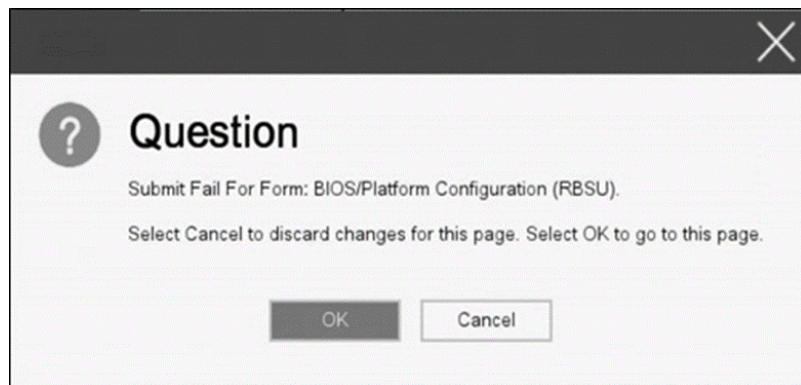 Question
Submit Fail For Form: BIOS/Platform Configuration (RBSU).
Select Cancel to discard changes for this page. Select OK to go to this page.
OK
Cancel